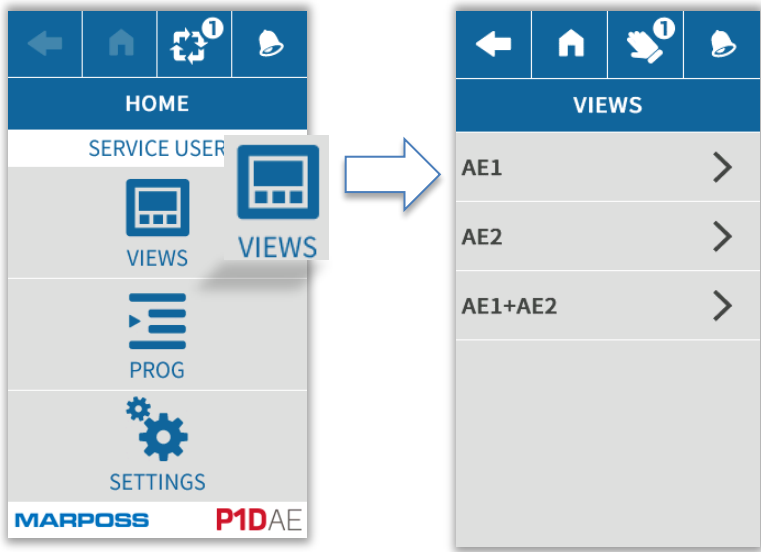 1
HOME
SERVICE USER
VIEWS
VIEWS
PROG
SETTINGS
MARPOSS P1DAE
1
VIEWS
AE1
AE2
AE1+AE2